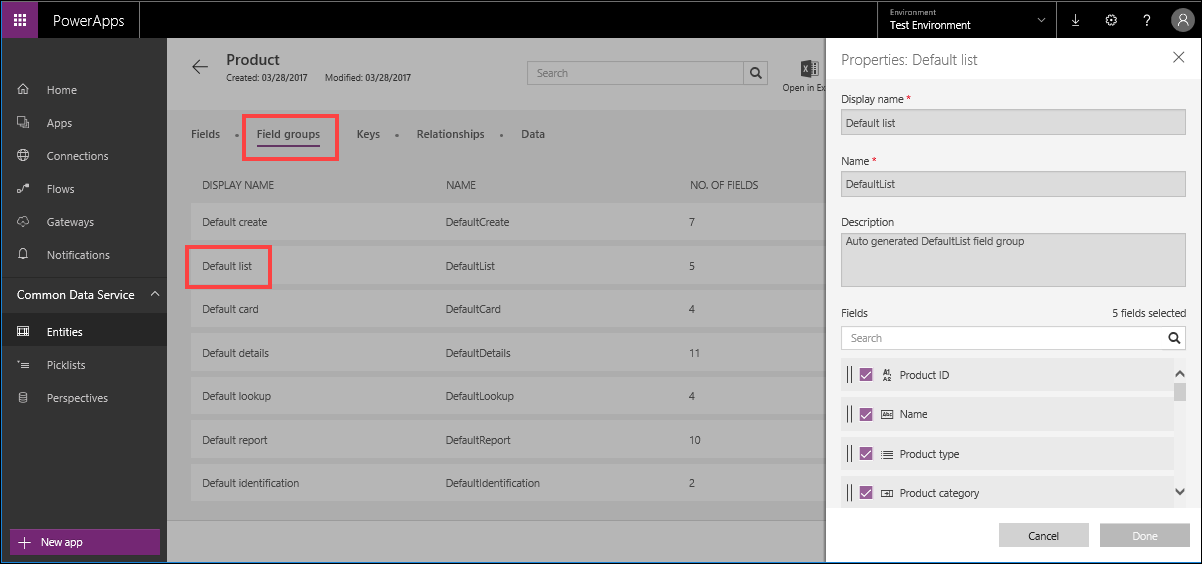 PowerApps
Environment
Test Environment
?
Home
Apps
Connections
Flows
Gateways
Notifications
Common Data Service
Entities
Picklists
Perspectives
New app
Product
Created: 03/28/2017 Modified: 03/28/2017
Search
Open in Ex
Fields • Field groups Keys • Relationships • Data
DISPLAY NAME NAME NO. OF FIELDS
Default create DefaultCreate 7
Default list DefaultList 5
Default card DefaultCard 4
Default details DefaultDetails 11
Default lookup DefaultLookup 4
Default report DefaultReport 10
Default identification DefaultIdentification 2
Properties: Default list
Display name *
Default list
Name *
DefaultList
Description
Auto generated DefaultList field group
Fields 5 fields selected
Search
Product ID
Abc Name
Product type
Product category
Cancel Done